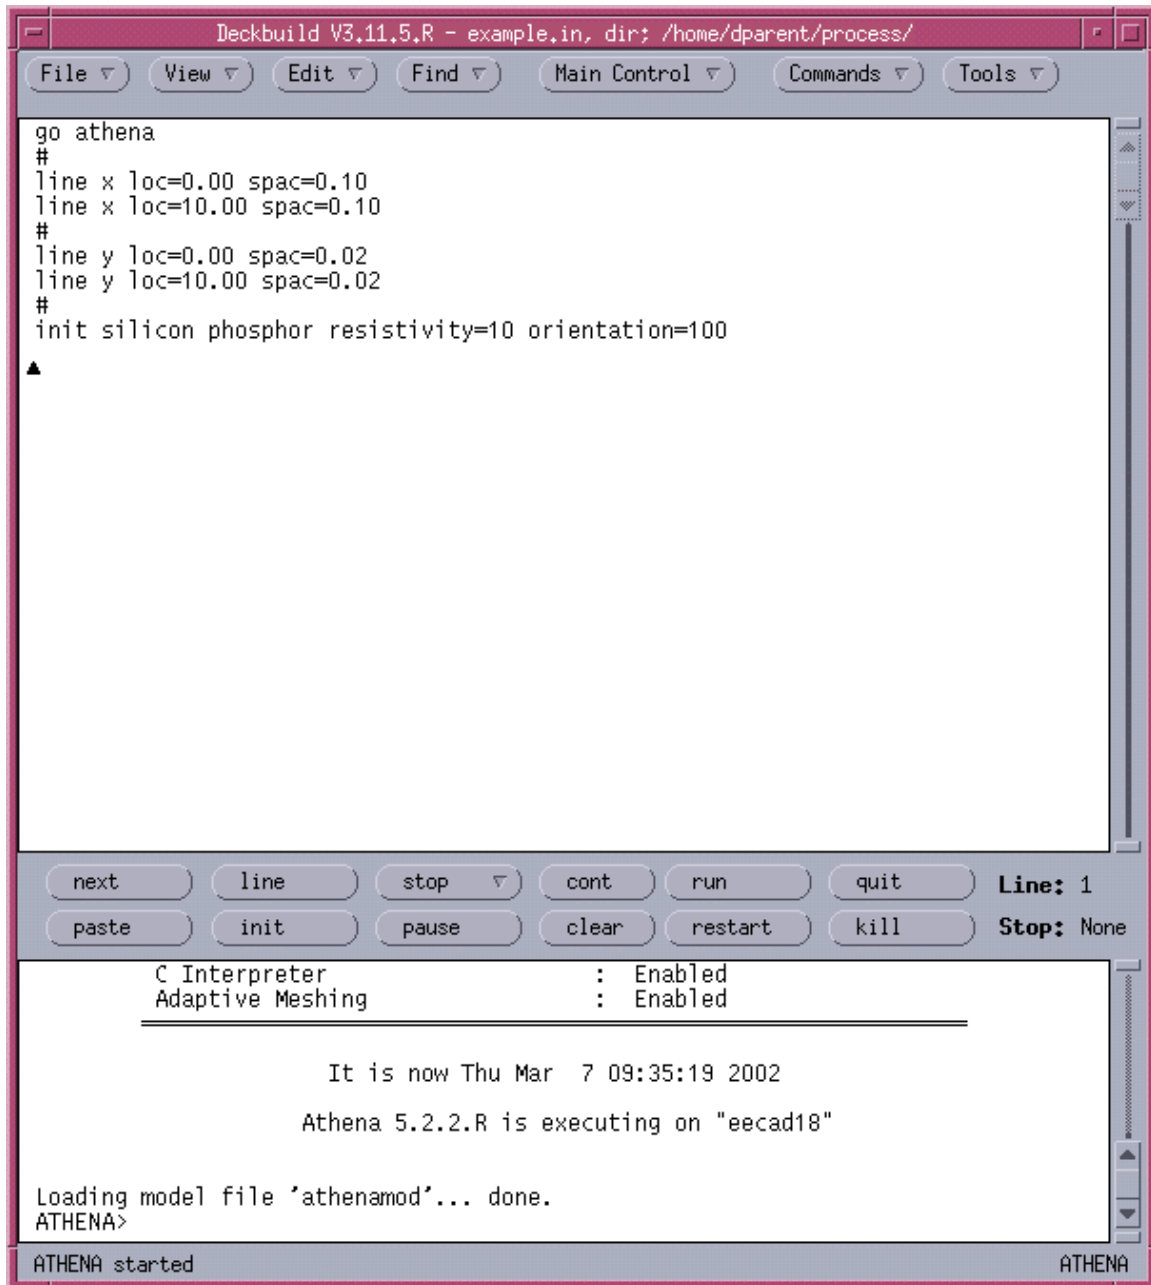 Deckbuild V3.11.5.R - example.in, dir; /home/dparent/process/
File View Edit Find Main Control Commands Tools
go athena
#
line x loc=0.00 spac=0.10
line x loc=10.00 spac=0.10
#
line y loc=0.00 spac=0.02
line y loc=10.00 spac=0.02
#
init silicon phosphor resistivity=10 orientation=100
next line stop cont run quit Line: 1
paste init pause clear restart kill Stop: None
C Interpreter : Enabled
Adaptive Meshing : Enabled
It is now Thu Mar 7 09:35:19 2002
Athena 5.2.2.R is executing on "eecad18"
Loading model file 'athenamod'... done.
ATHENA>
ATHENA started ATHENA